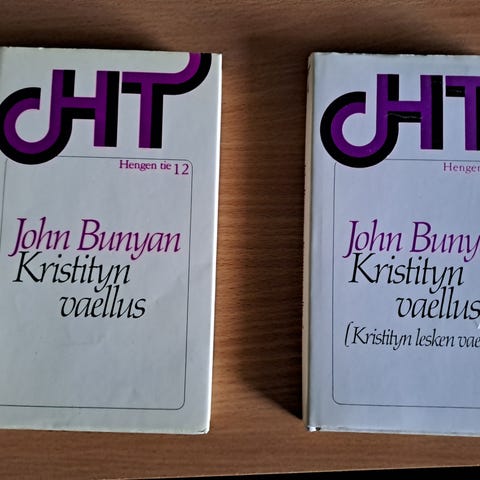 HT
Hengen tie 12
John Bunyan
Kristityn
vaellus
HT
Hengen
John Buny
Kristityn
vaellus
(Kristityn lesken vae